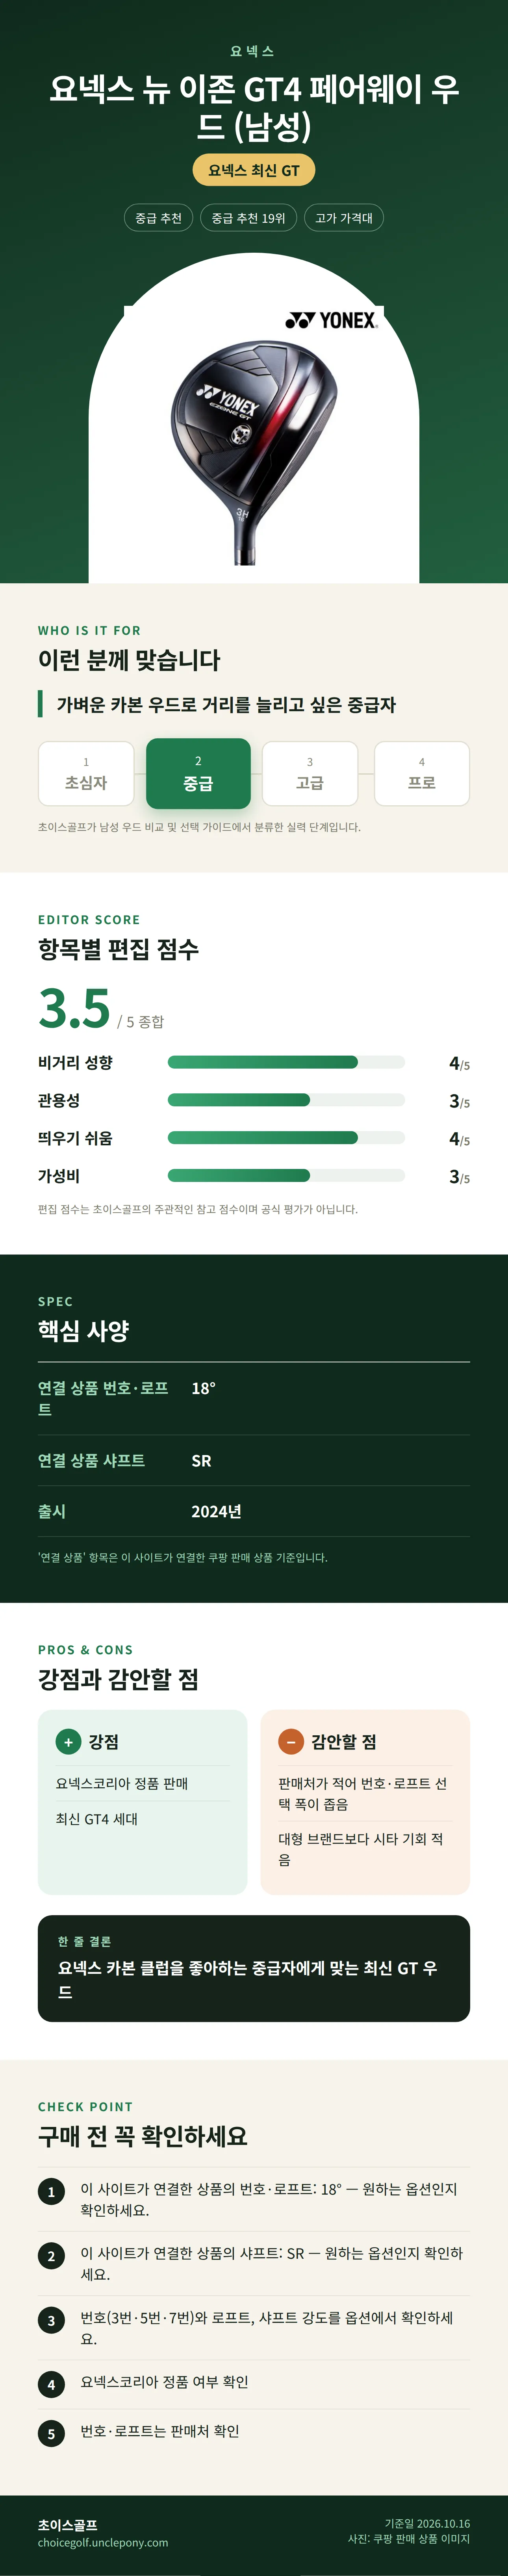 요넥스
요넥스 뉴 이존 GT4 페어웨이 우
드 (남성)
요넥스 최신 GT
중급 추천
중급 추천 19위
고가 가격대
YONEX
YONEX
EZONE GT
3H
18°
WHO IS IT FOR
이런 분께 맞습니다
가벼운 카본 우드로 거리를 늘리고 싶은 중급자
1
초심자
2
중급
3
고급
4
프로
초이스골프가 남성 우드 비교 및 선택 가이드에서 분류한 실력 단계입니다.
EDITOR SCORE
항목별 편집 점수
3.5 / 5 종합
비거리 성향 4/5
관용성 3/5
띄우기 쉬움 4/5
가성비 3/5
편집 점수는 초이스골프의 주관적인 참고 점수이며 공식 평가가 아닙니다.
SPEC
핵심 사양
연결 상품 번호·로프
트
18°
연결 상품 샤프트 SR
출시 2024년
'연결 상품' 항목은 이 사이트가 연결한 쿠팡 판매 상품 기준입니다.
PROS & CONS
강점과 감안할 점
+ 강점
요넥스코리아 정품 판매
최신 GT4 세대
− 감안할 점
판매처가 적어 번호·로프트 선
택 폭이 좁음
대형 브랜드보다 시타 기회 적
음
한 줄 결론
요넥스 카본 클럽을 좋아하는 중급자에게 맞는 최신 GT 우
드
CHECK POINT
구매 전 꼭 확인하세요
1 이 사이트가 연결한 상품의 번호·로프트: 18° — 원하는 옵션인지
확인하세요.
2 이 사이트가 연결한 상품의 샤프트: SR — 원하는 옵션인지 확인하
세요.
3 번호(3번·5번·7번)와 로프트, 샤프트 강도를 옵션에서 확인하세
요.
4 요넥스코리아 정품 여부 확인
5 번호·로프트는 판매처 확인
초이스골프
choicegolf.unclepony.com
기준일 2026.10.16
사진: 쿠팡 판매 상품 이미지